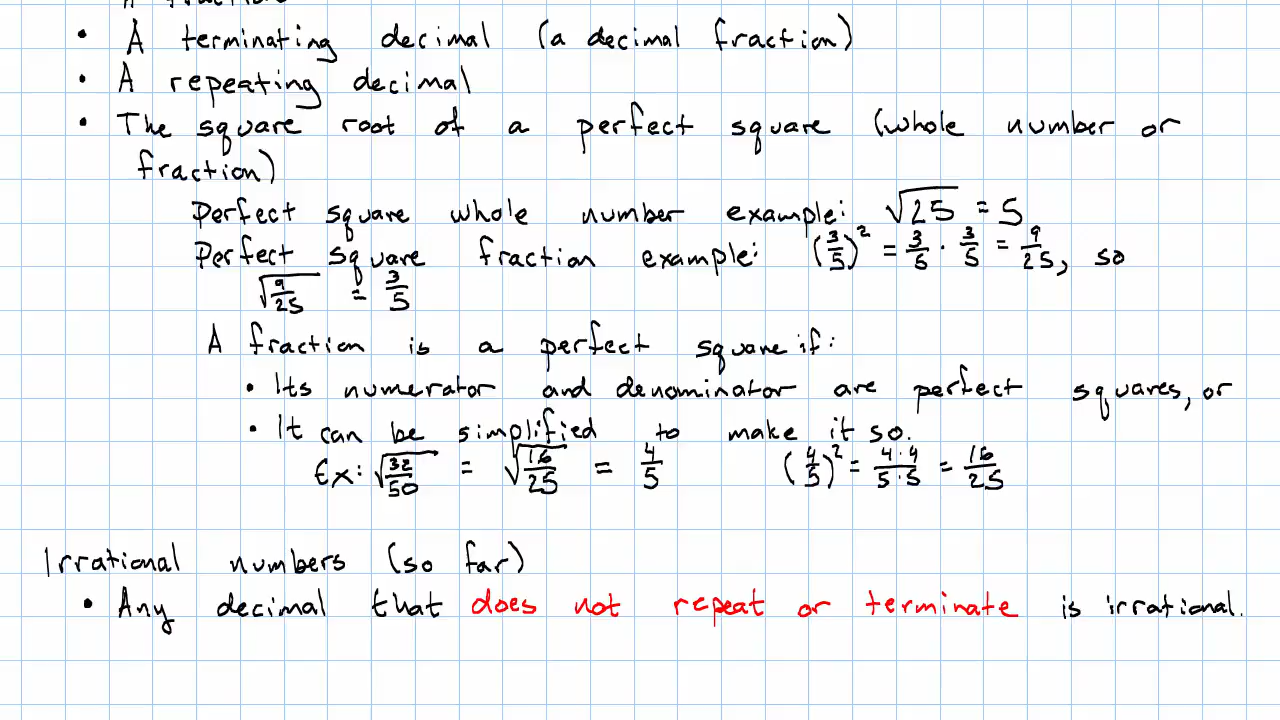 A fraction
• A terminating decimal (a decimal fraction)
• A repeating decimal
• The square root of a perfect square (whole number or
fraction)
Perfect square whole number example: √25 = 5
Perfect square fraction example: (3/5)² = 3/5 · 3/5 = 9/25, so
√(9/25) = 3/5
A fraction is a perfect square if:
• Its numerator and denominator are perfect squares, or
• It can be simplified to make it so.
Ex: √(32/50) = √(16/25) = 4/5 (4/5)² = (4·4)/(5·5) = 16/25
Irrational numbers (so far)
• Any decimal that does not repeat or terminate is irrational.